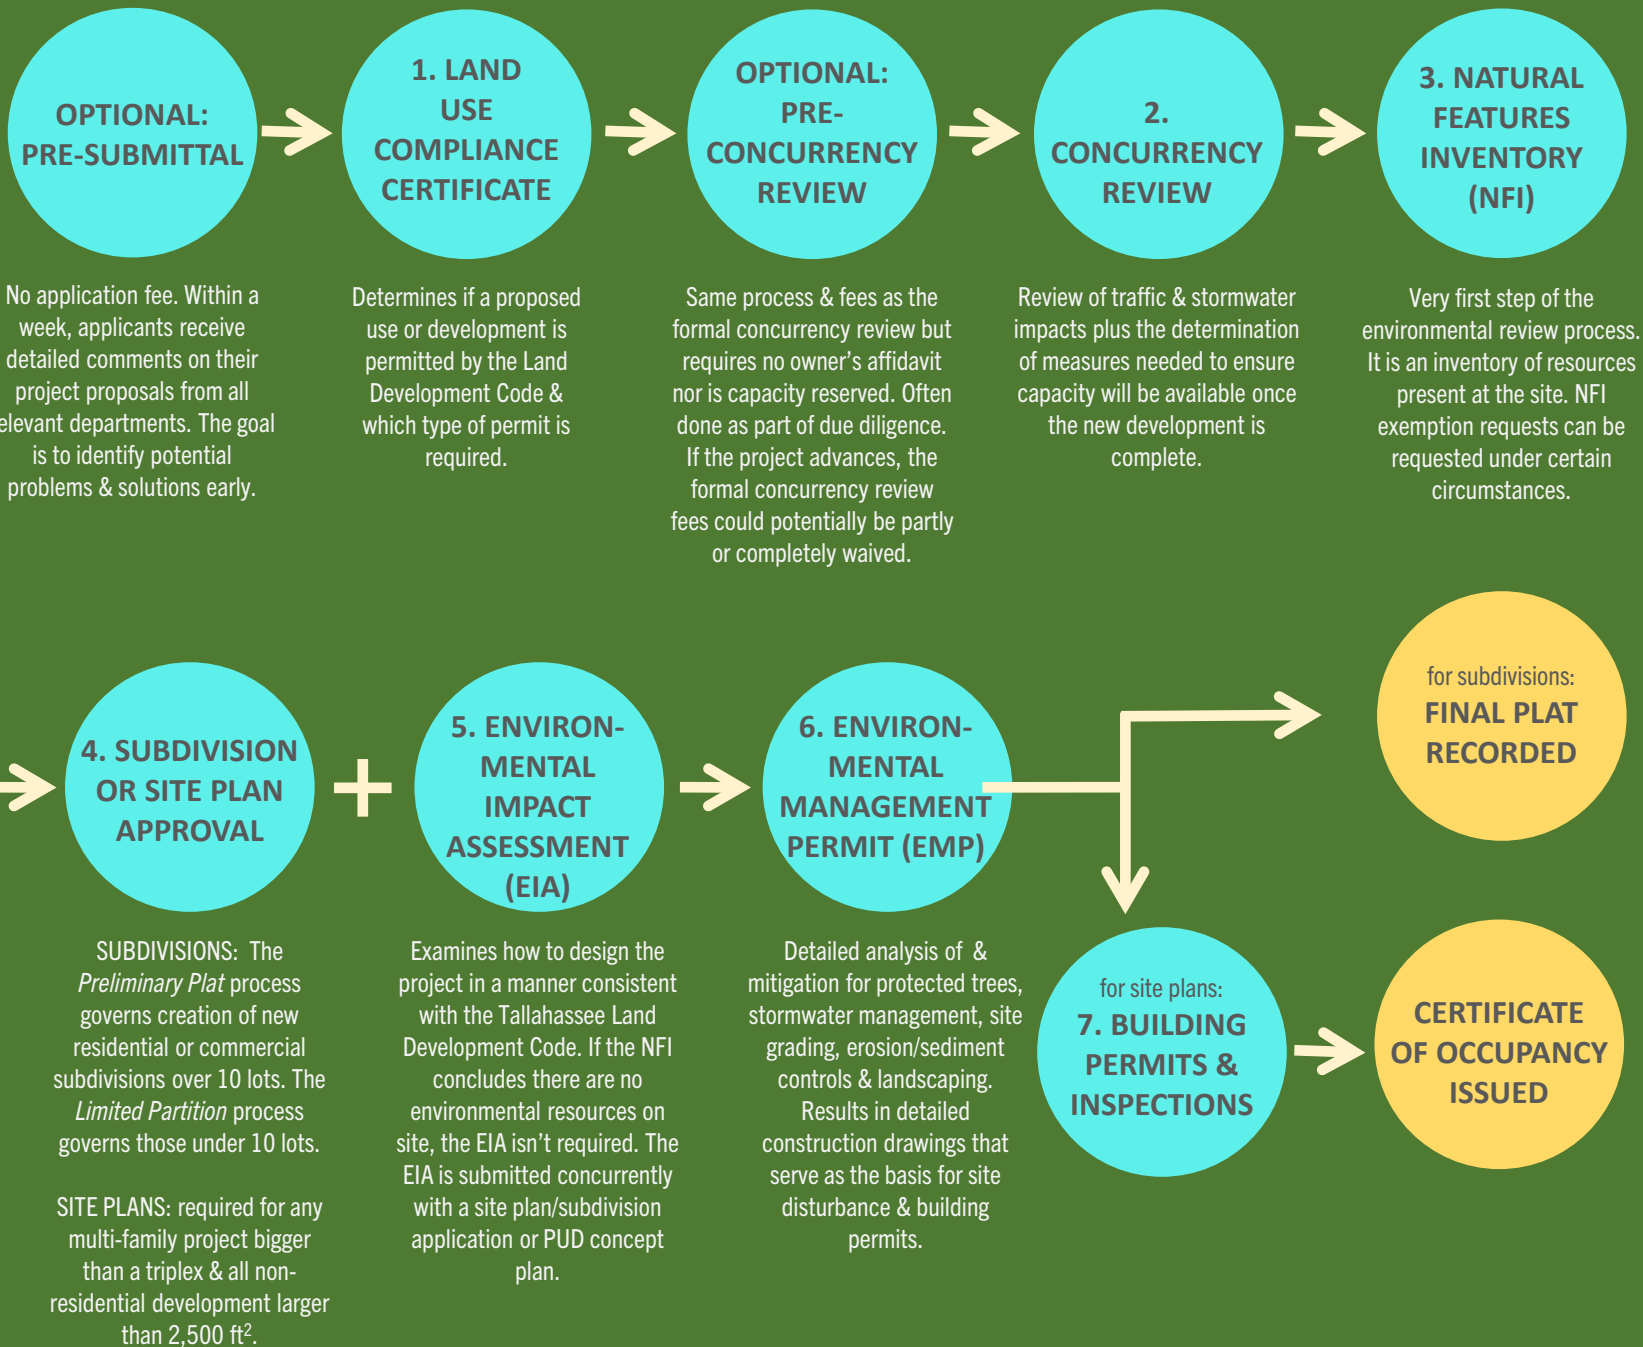 OPTIONAL:
PRE-SUBMITTAL
No application fee. Within a
week, applicants receive
detailed comments on their
project proposals from all
elevant departments. The goal
is to identify potential
problems & solutions early.
1. LAND
USE
COMPLIANCE
CERTIFICATE
Determines if a proposed
use or development is
permitted by the Land
Development Code &
which type of permit is
required.
OPTIONAL:
PRE-
CONCURRENCY
REVIEW
Same process & fees as the
formal concurrency review but
requires no owner’s affidavit
nor is capacity reserved. Often
done as part of due diligence.
If the project advances, the
formal concurrency review
fees could potentially be partly
or completely waived.
2.
CONCURRENCY
REVIEW
Review of traffic & stormwater
impacts plus the determination
of measures needed to ensure
capacity will be available once
the new development is
complete.
3. NATURAL
FEATURES
INVENTORY
(NFI)
Very first step of the
environmental review process.
It is an inventory of resources
present at the site. NFI
exemption requests can be
requested under certain
circumstances.
4. SUBDIVISION
OR SITE PLAN
APPROVAL
SUBDIVISIONS: The
Preliminary Plat process
governs creation of new
residential or commercial
subdivisions over 10 lots. The
Limited Partition process
governs those under 10 lots.
SITE PLANS: required for any
multi-family project bigger
than a triplex & all non-
residential development larger
than 2,500 ft².
5. ENVIRON-
MENTAL
IMPACT
ASSESSMENT
(EIA)
Examines how to design the
project in a manner consistent
with the Tallahassee Land
Development Code. If the NFI
concludes there are no
environmental resources on
site, the EIA isn’t required. The
EIA is submitted concurrently
with a site plan/subdivision
application or PUD concept
plan.
6. ENVIRON-
MENTAL
MANAGEMENT
PERMIT (EMP)
Detailed analysis of &
mitigation for protected trees,
stormwater management, site
grading, erosion/sediment
controls & landscaping.
Results in detailed
construction drawings that
serve as the basis for site
disturbance & building
permits.
for subdivisions:
FINAL PLAT
RECORDED
for site plans:
7. BUILDING
PERMITS &
INSPECTIONS
CERTIFICATE
OF OCCUPANCY
ISSUED